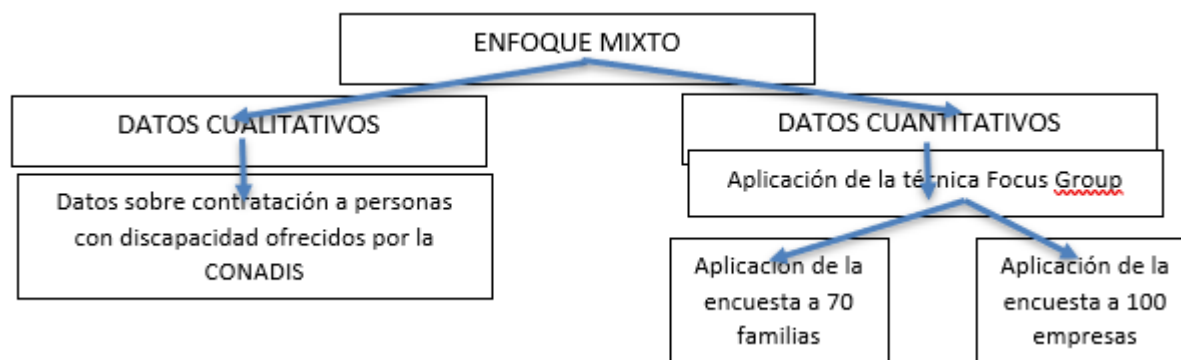 ENFOQUE MIXTO
DATOS CUALITATIVOS
Datos sobre contratación a personas
con discapacidad ofrecidos por la
CONADIS
DATOS CUANTITATIVOS
Aplicación de la técnica Focus Group
Aplicación de la
encuesta a 70
familias
Aplicación de la
encuesta a 100
empresas